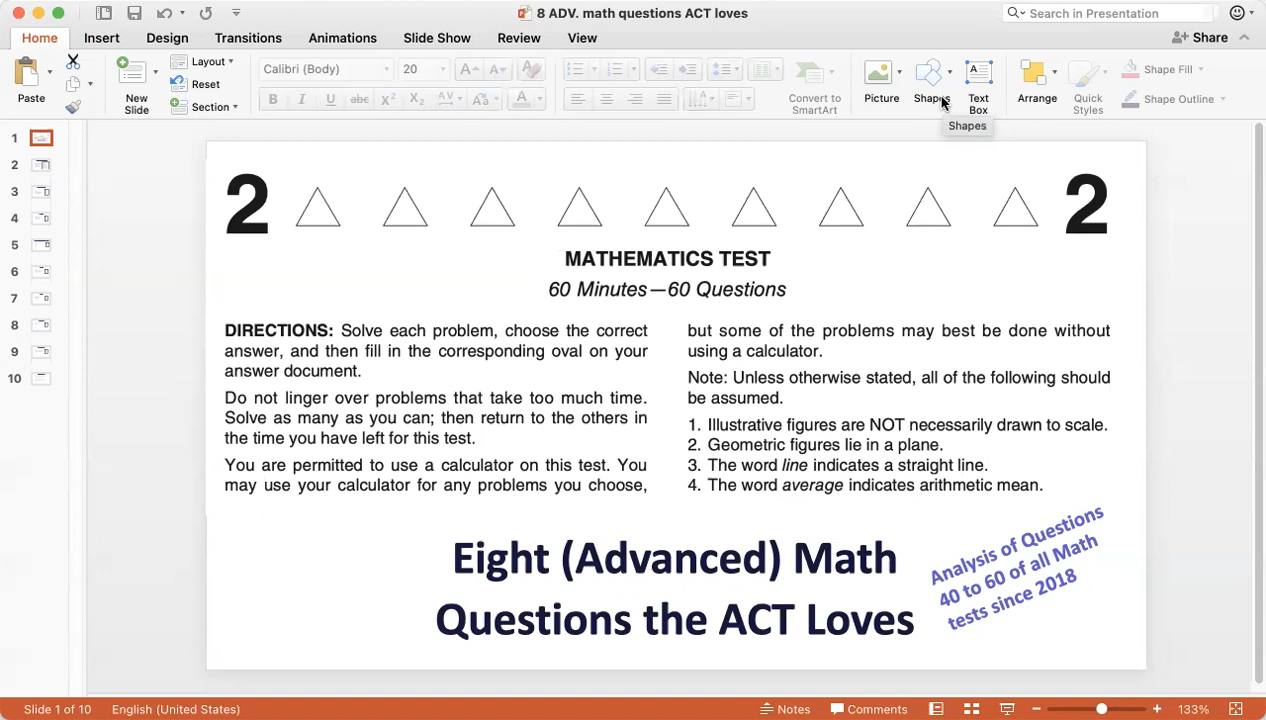 8 ADV. math questions ACT loves
Search in Presentation
Home Insert Design Transitions Animations Slide Show Review View
Share
Paste
New Slide
Layout
Reset
Section
Calibri (Body) 20
B I U abc X² X₂ AV Aa A
Convert to SmartArt
Picture
Shapes
Text Box
Arrange
Quick Styles
Shape Fill
Shape Outline
Shapes
1
2
3
4
5
6
7
8
9
10
2 2
MATHEMATICS TEST
60 Minutes—60 Questions
DIRECTIONS: Solve each problem, choose the correct
answer, and then fill in the corresponding oval on your
answer document.
Do not linger over problems that take too much time.
Solve as many as you can; then return to the others in
the time you have left for this test.
You are permitted to use a calculator on this test. You
may use your calculator for any problems you choose,
but some of the problems may best be done without
using a calculator.
Note: Unless otherwise stated, all of the following should
be assumed.
1. Illustrative figures are NOT necessarily drawn to scale.
2. Geometric figures lie in a plane.
3. The word line indicates a straight line.
4. The word average indicates arithmetic mean.
Eight (Advanced) Math
Questions the ACT Loves
Analysis of Questions
40 to 60 of all Math
tests since 2018
Slide 1 of 10 English (United States)
Notes Comments 133%